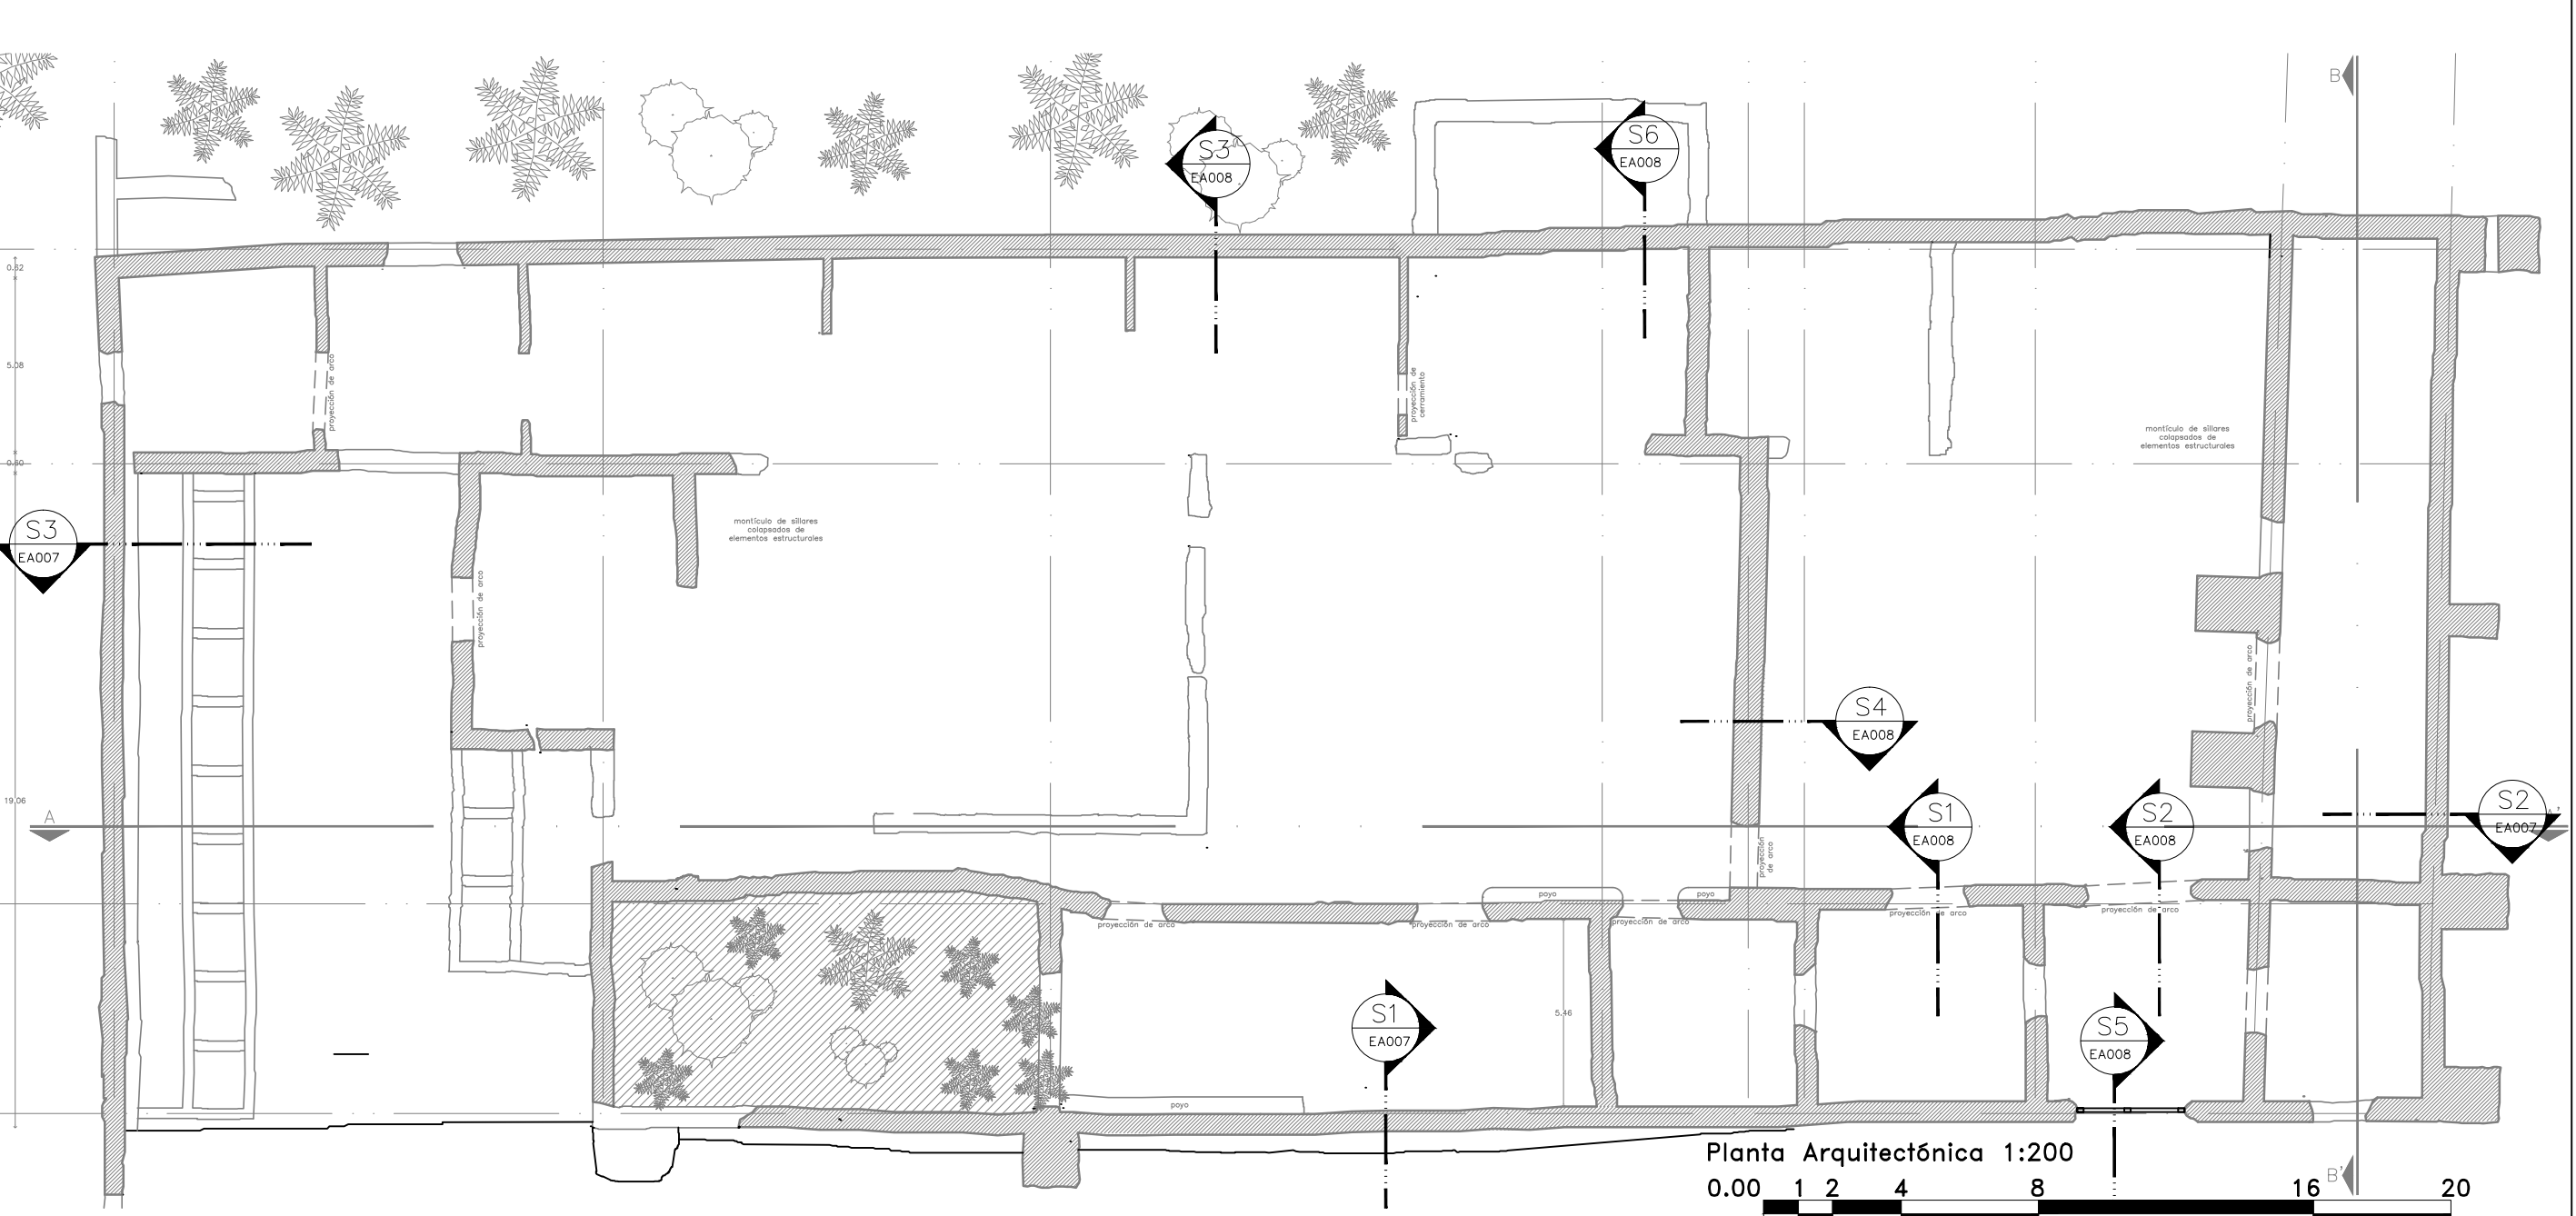 B
S3
EA008
S6
EA008
0.62
5.08
proyección de arco
proyección de
cerramiento
montículo de sillares
colapsados de
elementos estructurales
0.60
S3
EA007
montículo de sillares
colapsados de
elementos estructurales
proyección de arco
proyección de arco
S4
EA008
19.06
A
S1
EA008
S2
EA008
S2
EA007
A'
proyección
de arco
poyo
poyo
proyección de arco
proyección de arco
proyección de arco
proyección de arco
proyección de arco
5.46
S1
EA007
S5
EA008
poyo
Planta Arquitectónica 1:200
B'
0.00 1 2 4 8 16 20